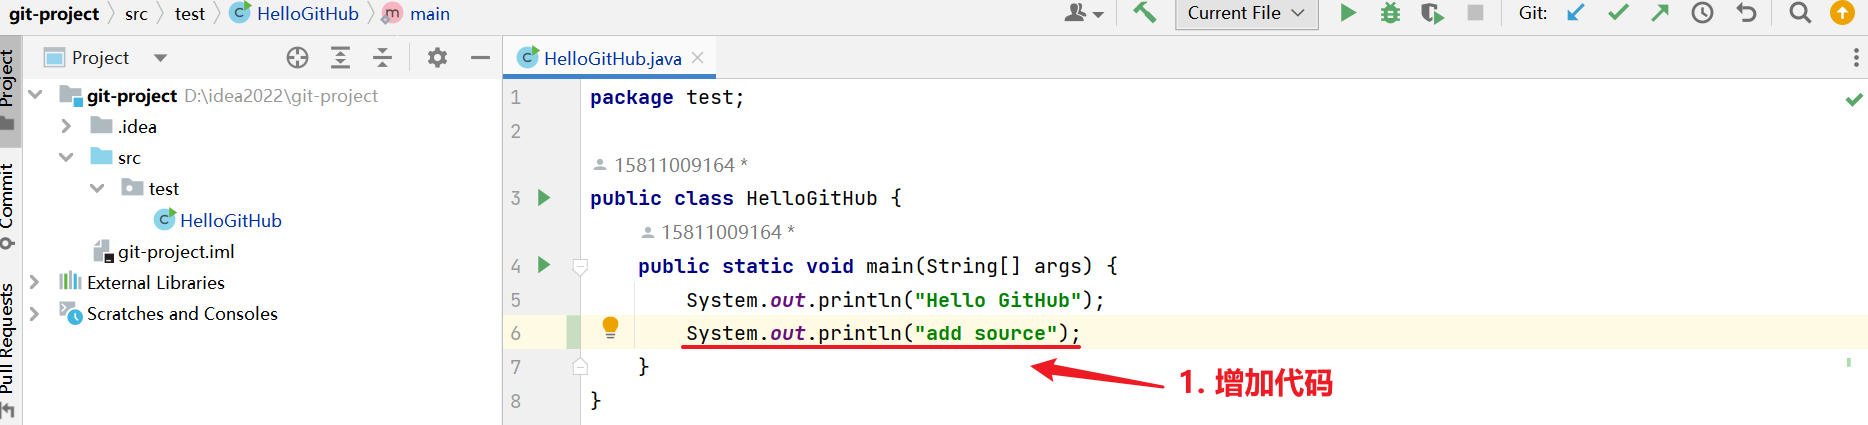 git-project src test HelloGitHub m main Current File Git:
Project HelloGitHub.java
Project
Commit
Pull Requests
git-project D:\idea2022\git-project
.idea
src
test
HelloGitHub
git-project.iml
External Libraries
Scratches and Consoles
1 package test;
2
15811009164 *
3 public class HelloGitHub {
15811009164 *
4 public static void main(String[] args) {
5 System.out.println("Hello GitHub");
6 System.out.println("add source");
7 }
1. 增加代码
8 }